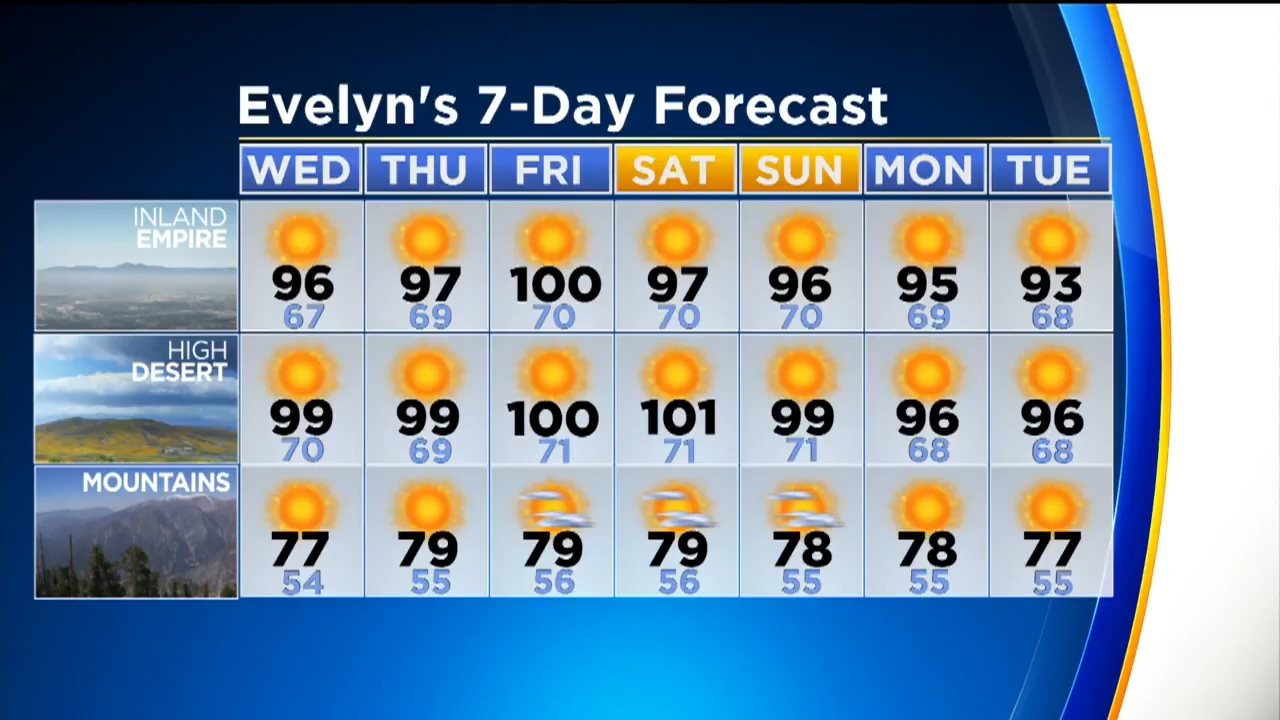 Evelyn's 7-Day Forecast
WED THU FRI SAT SUN MON TUE
INLAND
EMPIRE
96 97 100 97 96 95 93
67 69 70 70 70 69 68
HIGH
DESERT
99 99 100 101 99 96 96
70 69 71 71 71 68 68
MOUNTAINS
77 79 79 79 78 78 77
54 55 56 56 55 55 55